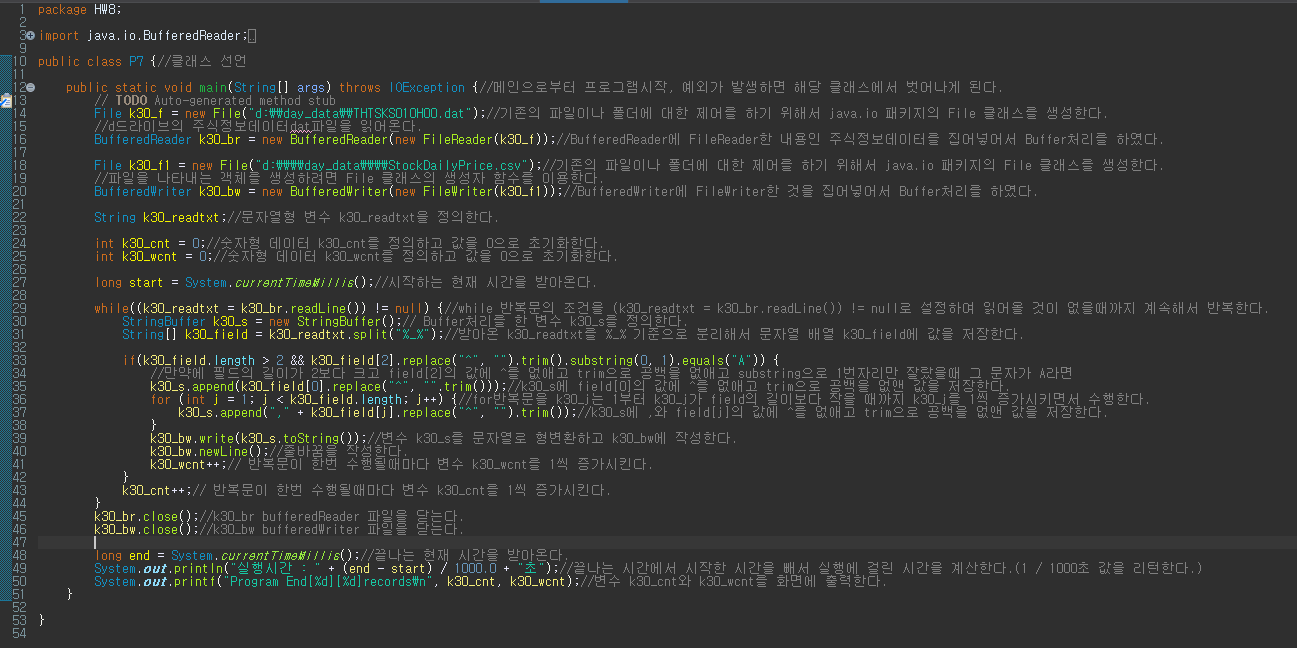 1 package HW8;
2
3 import java.io.BufferedReader;
9
10 public class P7 {//클래스 선언
11
12 public static void main(String[] args) throws IOException {//메인으로부터 프로그램시작, 예외가 발생하면 해당 클래스에서 벗어나게 된다.
13 // TODO Auto-generated method stub
14 File k30_f = new File("d:₩₩day_data₩₩THTSKS010H00.dat");//기존의 파일이나 폴더에 대한 제어를 하기 위해서 java.io 패키지의 File 클래스를 생성한다.
15 //d드라이브의 주식정보데이터dat파일을 읽어온다.
16 BufferedReader k30_br = new BufferedReader(new FileReader(k30_f));//BufferedReader에 FileReader한 내용인 주식정보데이터를 집어넣어서 Buffer처리를 하였다.
17
18 File k30_f1 = new File("d:₩₩₩₩day_data₩₩₩₩StockDailyPrice.csv");//기존의 파일이나 폴더에 대한 제어를 하기 위해서 java.io 패키지의 File 클래스를 생성한다.
19 //파일을 나타내는 객체를 생성하려면 File 클래스의 생성자 함수를 이용한다.
20 BufferedWriter k30_bw = new BufferedWriter(new FileWriter(k30_f1));//BufferedWriter에 FileWriter한 것을 집어넣어서 Buffer처리를 하였다.
21
22 String k30_readtxt;//문자열형 변수 k30_readtxt을 정의한다.
23
24 int k30_cnt = 0;//숫자형 데이터 k30_cnt를 정의하고 값을 0으로 초기화한다.
25 int k30_wcnt = 0;//숫자형 데이터 k30_wcnt를 정의하고 값을 0으로 초기화한다.
26
27 long start = System.currentTimeMillis();//시작하는 현재 시간을 받아온다.
28
29 while((k30_readtxt = k30_br.readLine()) != null) {//while 반복문의 조건을 (k30_readtxt = k30_br.readLine()) != null로 설정하며 읽어올 것이 없을때까지 계속해서 반복한다.
30 StringBuffer k30_s = new StringBuffer();// Buffer처리를 한 변수 k30_s를 정의한다.
31 String[] k30_field = k30_readtxt.split("%_%");//받아온 k30_readtxt를 %_% 기준으로 분리해서 문자열 배열 k30_field에 값을 저장한다.
32
33 if(k30_field.length > 2 && k30_field[2].replace("^", "").trim().substring(0, 1).equals("A")) {
34 //만약에 필드의 길이가 2보다 크고 field[2]의 값에 ^를 없애고 trim으로 공백을 없애고 substring으로 1번자리만 잘랐을때 그 문자가 A라면
35 k30_s.append(k30_field[0].replace("^", "".trim()));//k30_s에 field[0]의 값에 ^를 없애고 trim으로 공백을 없앤 값을 저장한다.
36 for (int j = 1; j < k30_field.length; j++) {//for반복문을 k30_j는 1부터 k30_j가 field의 길이보다 작을 때까지 k30_j를 1씩 증가시키면서 수행한다.
37 k30_s.append("," + k30_field[j].replace("^", "").trim());//k30_s에 ,와 field[j]의 값에 ^를 없애고 trim으로 공백을 없앤 값을 저장한다.
38 }
39 k30_bw.write(k30_s.toString());//변수 k30_s를 문자열로 형변환하고 k30_bw에 작성한다.
40 k30_bw.newLine();//줄바꿈을 작성한다.
41 k30_wcnt++;// 반복문이 한번 수행될때마다 변수 k30_wcnt를 1씩 증가시킨다.
42 }
43 k30_cnt++;// 반복문이 한번 수행될때마다 변수 k30_cnt를 1씩 증가시킨다.
44 }
45 k30_br.close();//k30_br bufferedReader 파일을 닫는다.
46 k30_bw.close();//k30_bw bufferedWriter 파일을 닫는다.
47
48 long end = System.currentTimeMillis();//끝나는 현재 시간을 받아온다.
49 System.out.println("실행시간 : " + (end - start) / 1000.0 + "초");//끝나는 시간에서 시작한 시간을 빼서 실행에 걸린 시간을 계산한다.(1 / 1000초 값을 리턴한다.)
50 System.out.printf("Program End[%d][%d]records₩n", k30_cnt, k30_wcnt);//변수 k30_cnt와 k30_wcnt를 화면에 출력한다.
51 }
52
53 }
54